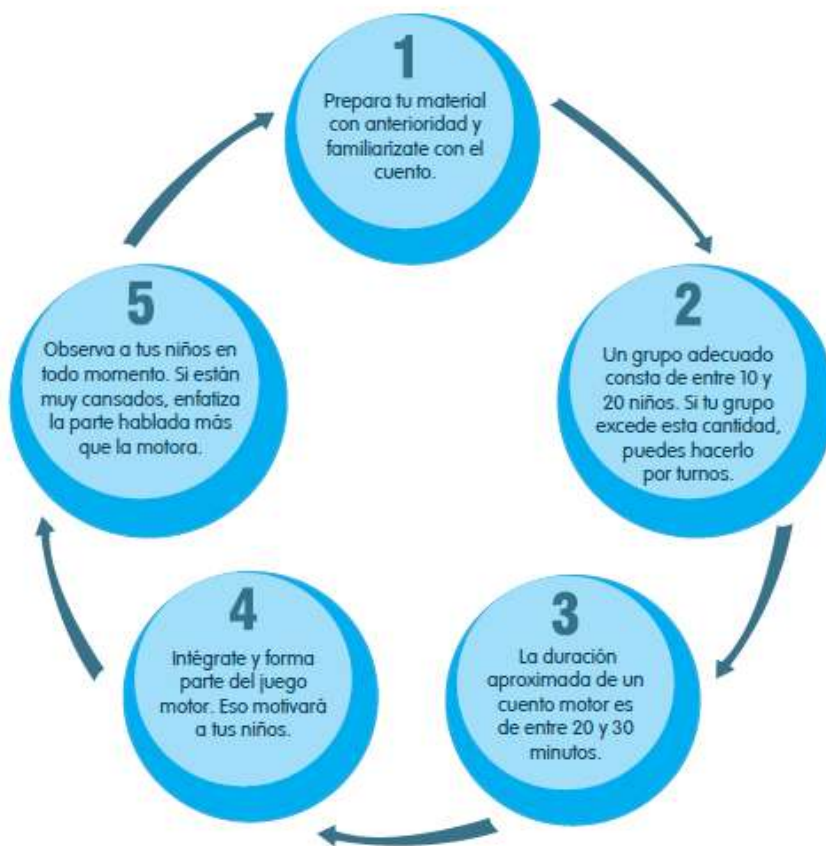 1
Prepara tu material
con anterioridad y
familiarizate con el
cuento.
2
Un grupo adecuado
consta de entre 10 y
20 niños. Si tu grupo
excede esta cantidad,
puedes hacerlo
por turnos.
3
La duración
aproximada de un
cuento motor es
de entre 20 y 30
minutos.
4
Intégrate y forma
parte del juego
motor. Eso motivará
a tus niños.
5
Observa a tus niños en
todo momento. Si están
muy cansados, enfatiza
la parte hablada más
que la motora.